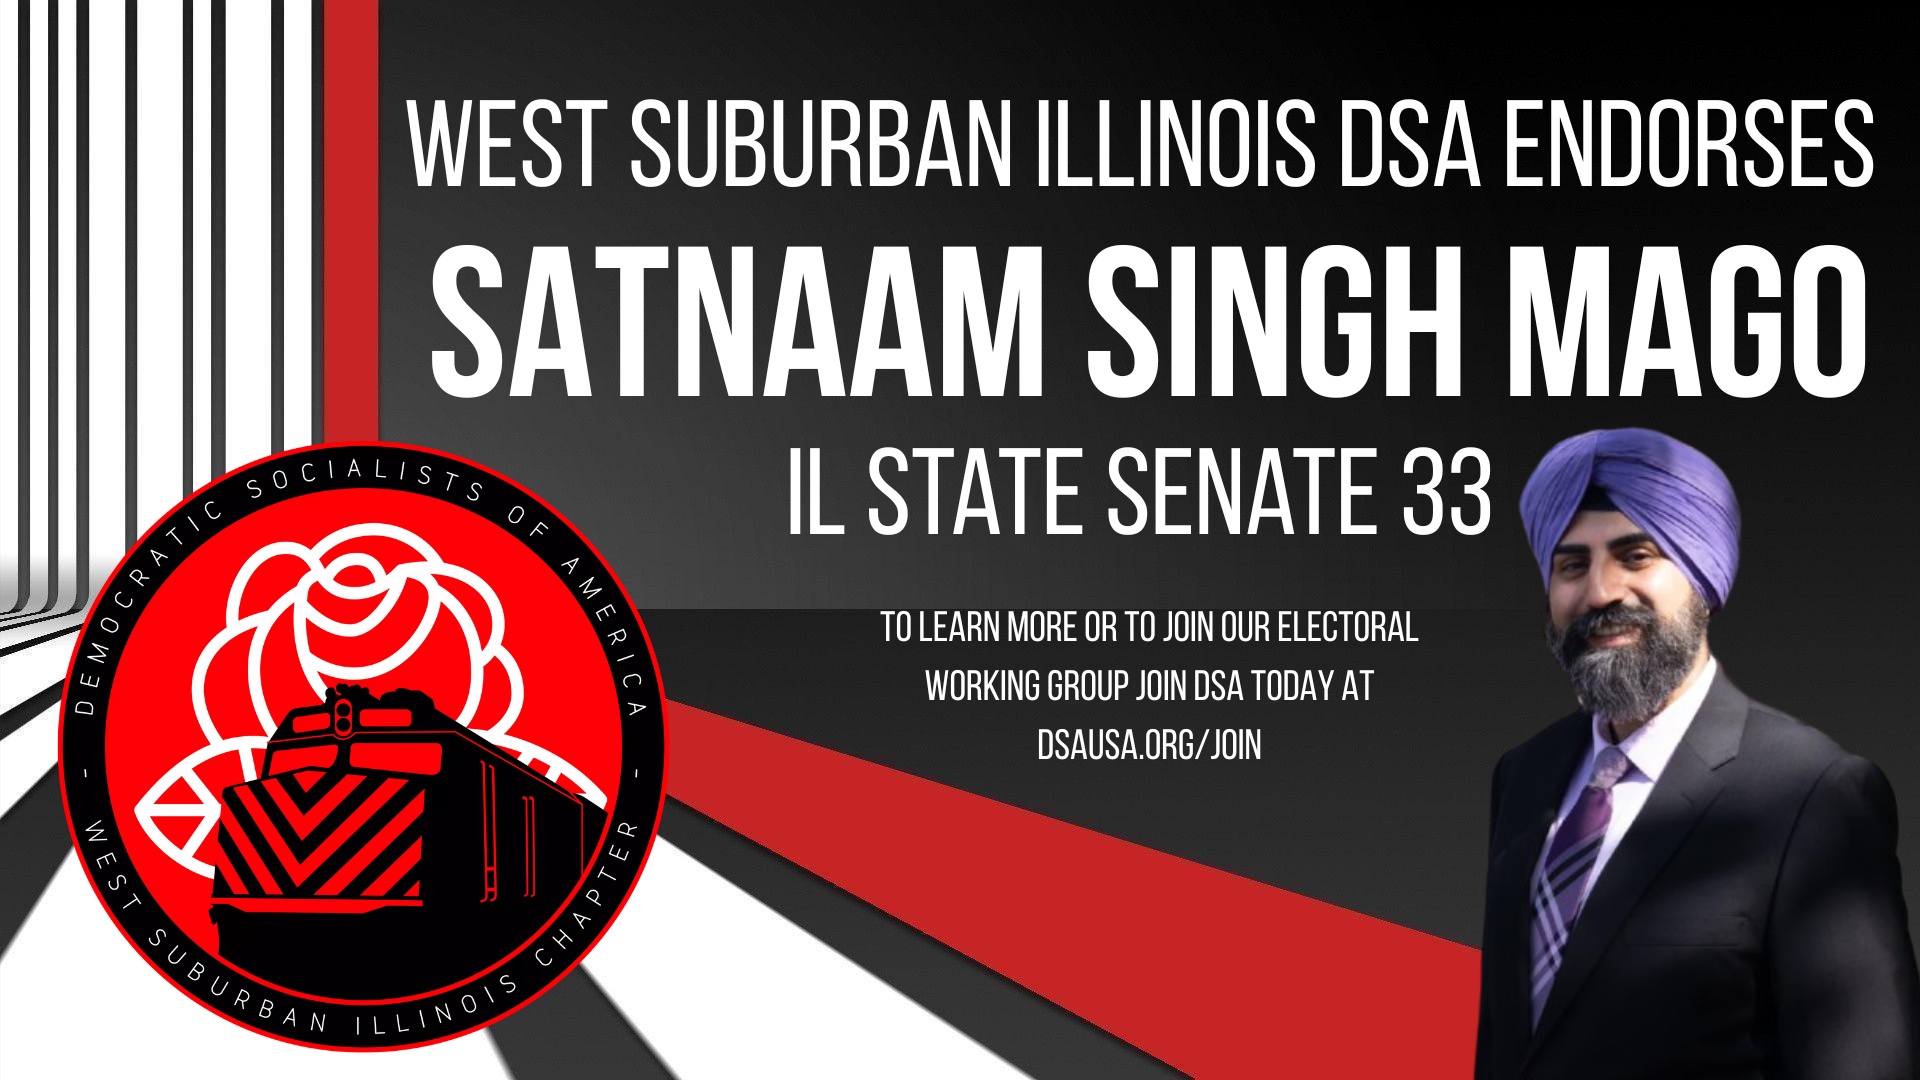 WEST SUBURBAN ILLINOIS DSA ENDORSES
SATNAAM SINGH MAGO
IL STATE SENATE 33
TO LEARN MORE OR TO JOIN OUR ELECTORAL
WORKING GROUP JOIN DSA TODAY AT
DSAUSA.ORG/JOIN
DEMOCRATIC SOCIALISTS OF AMERICA
- WEST SUBURBAN ILLINOIS CHAPTER -